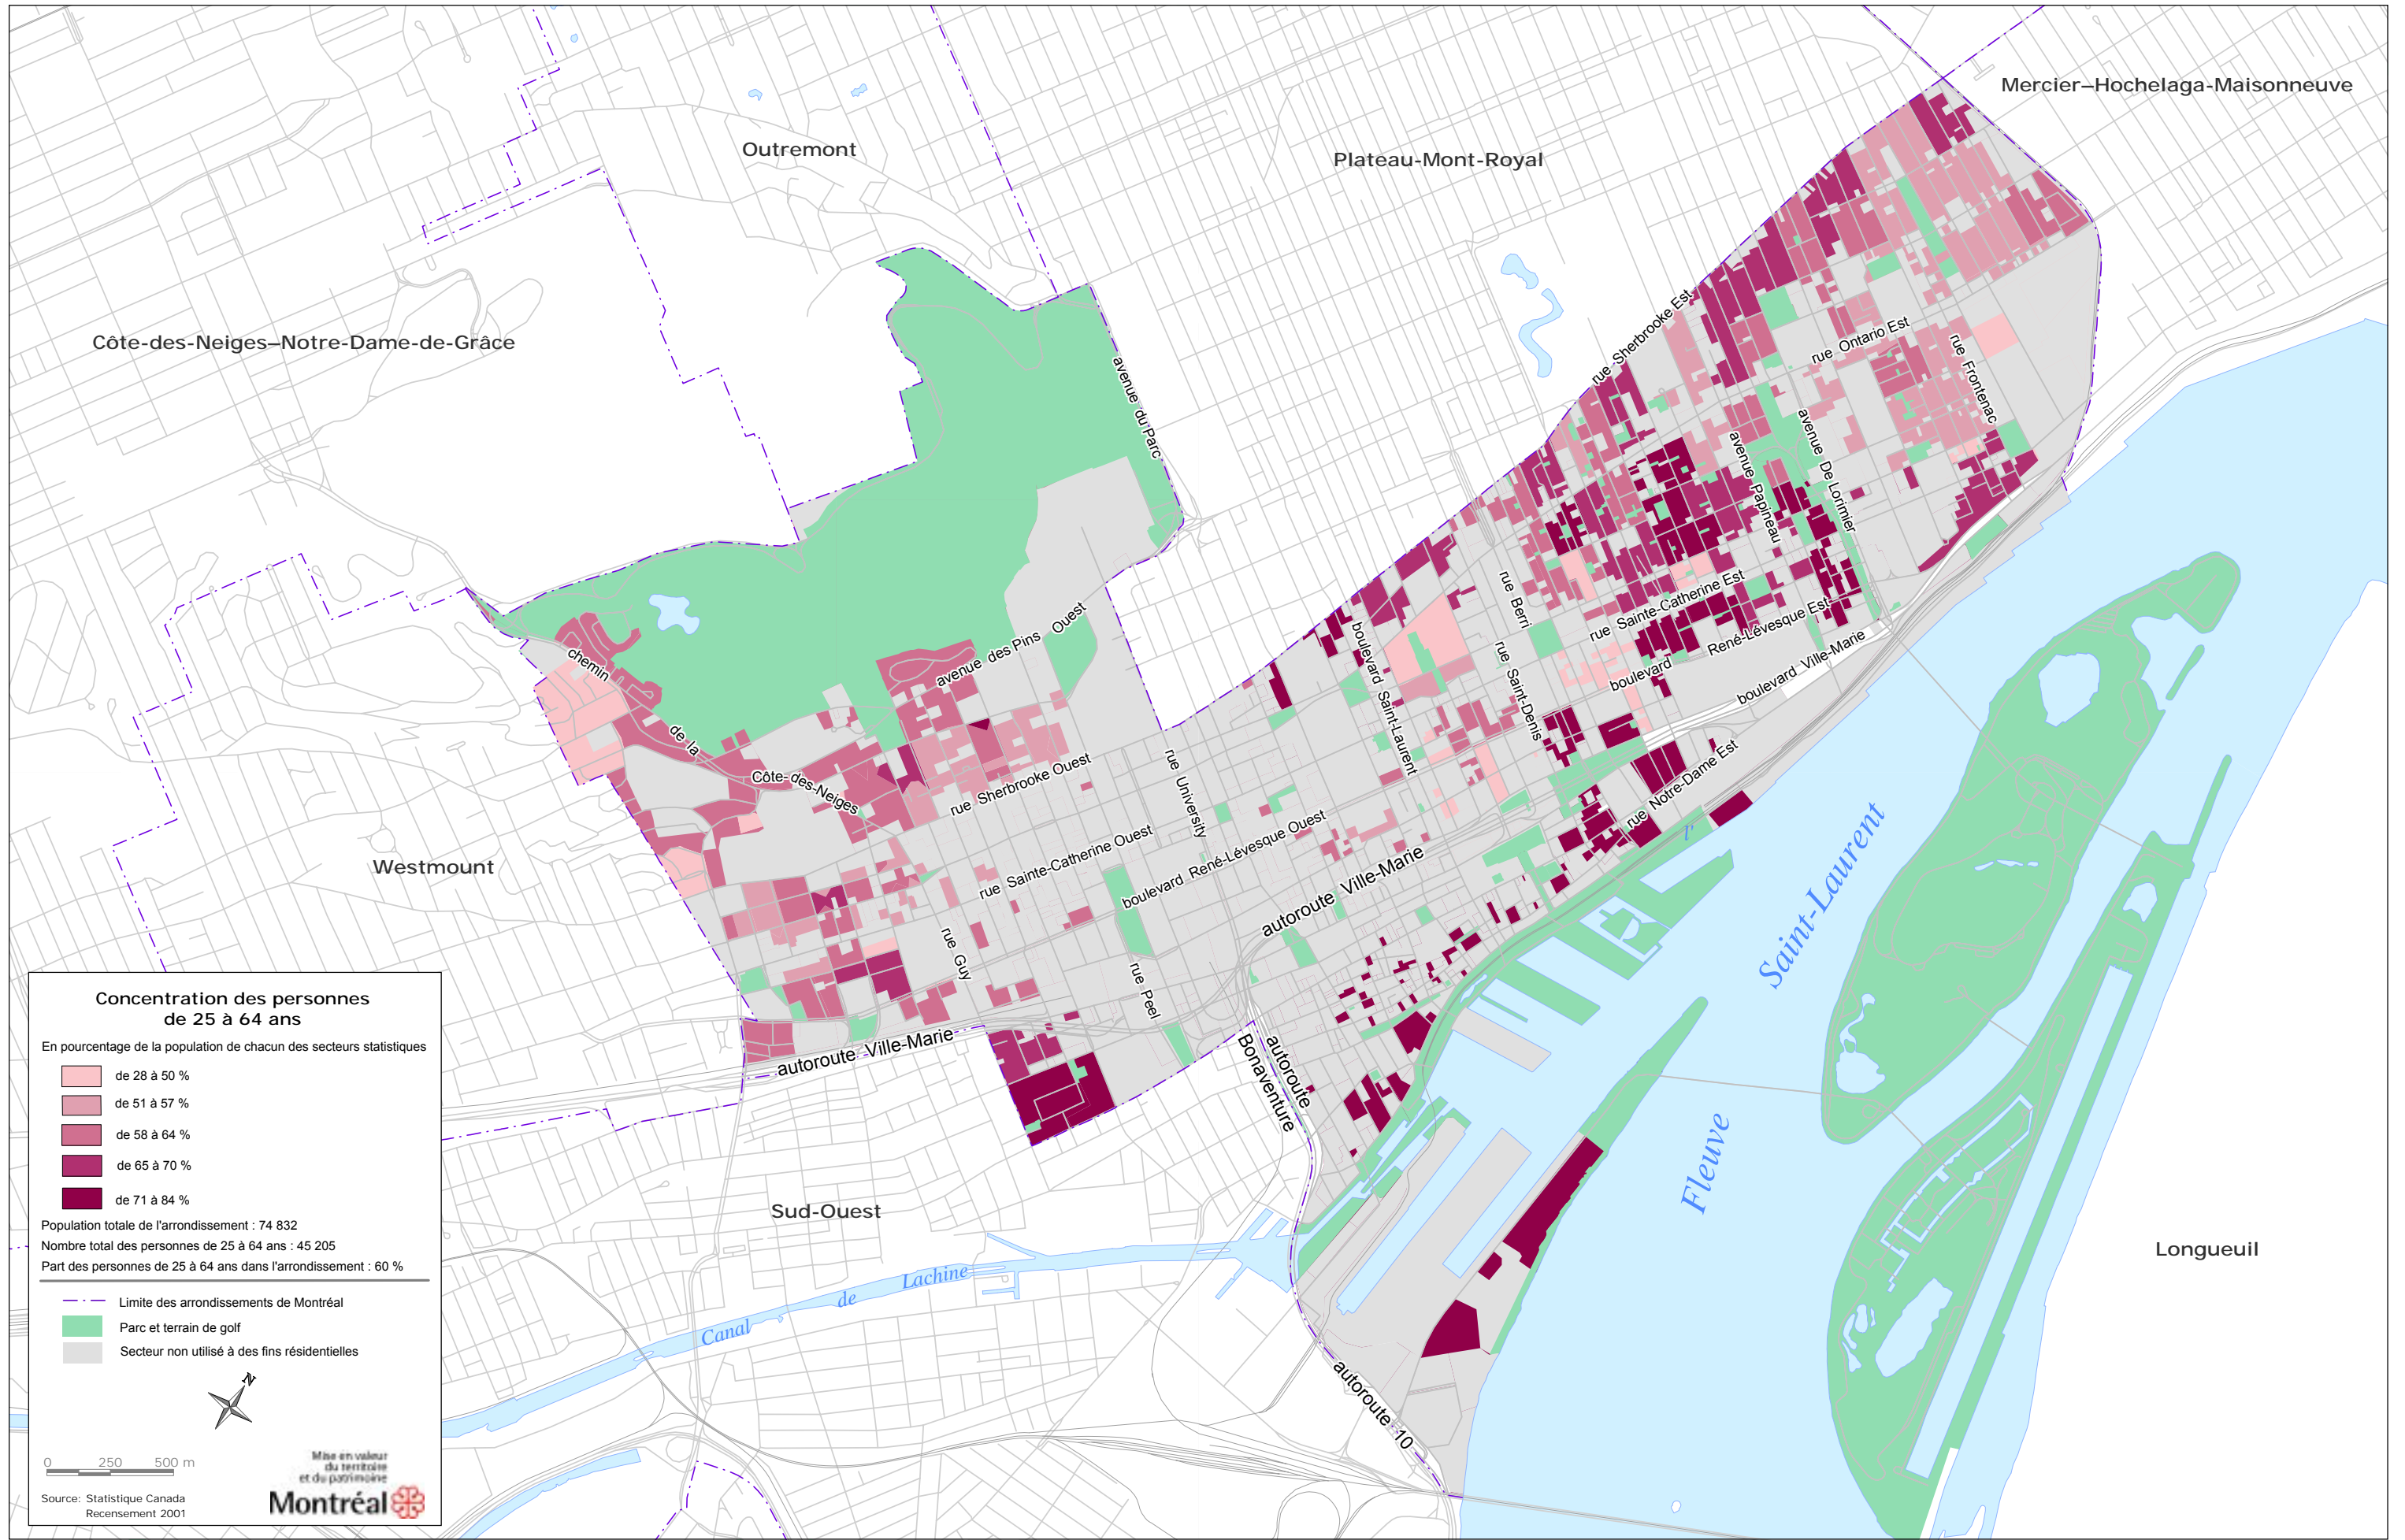 Mercier–Hochelaga-Maisonneuve
Outremont
Plateau-Mont-Royal
Côte-des-Neiges–Notre-Dame-de-Grâce
avenue du Parc
rue Sherbrooke Est
rue Ontario Est
rue Frontenac
avenue De Lorimier
avenue Papineau
rue Berri
rue Sainte-Catherine Est
boulevard René-Lévesque Est
boulevard Ville-Marie
rue Saint-Denis
boulevard Saint-Laurent
avenue des Pins Ouest
chemin de la Côte-des-Neiges
rue Sherbrooke Ouest
rue University
rue Notre-Dame Est
rue Sainte-Catherine Ouest
boulevard René-Lévesque Ouest
autoroute Ville-Marie
Westmount
rue Guy
rue Peel
autoroute Ville-Marie
autoroute
Bonaventure
Fleuve
Saint-Laurent
l'
Sud-Ouest
Longueuil
Canal de Lachine
autoroute 10
Concentration des personnes
de 25 à 64 ans
En pourcentage de la population de chacun des secteurs statistiques
de 28 à 50 %
de 51 à 57 %
de 58 à 64 %
de 65 à 70 %
de 71 à 84 %
Population totale de l'arrondissement : 74 832
Nombre total des personnes de 25 à 64 ans : 45 205
Part des personnes de 25 à 64 ans dans l'arrondissement : 60 %
Limite des arrondissements de Montréal
Parc et terrain de golf
Secteur non utilisé à des fins résidentielles
N
0 250 500 m
Mise en valeur
du territoire
et du patrimoine
Montréal
Source: Statistique Canada
Recensement 2001